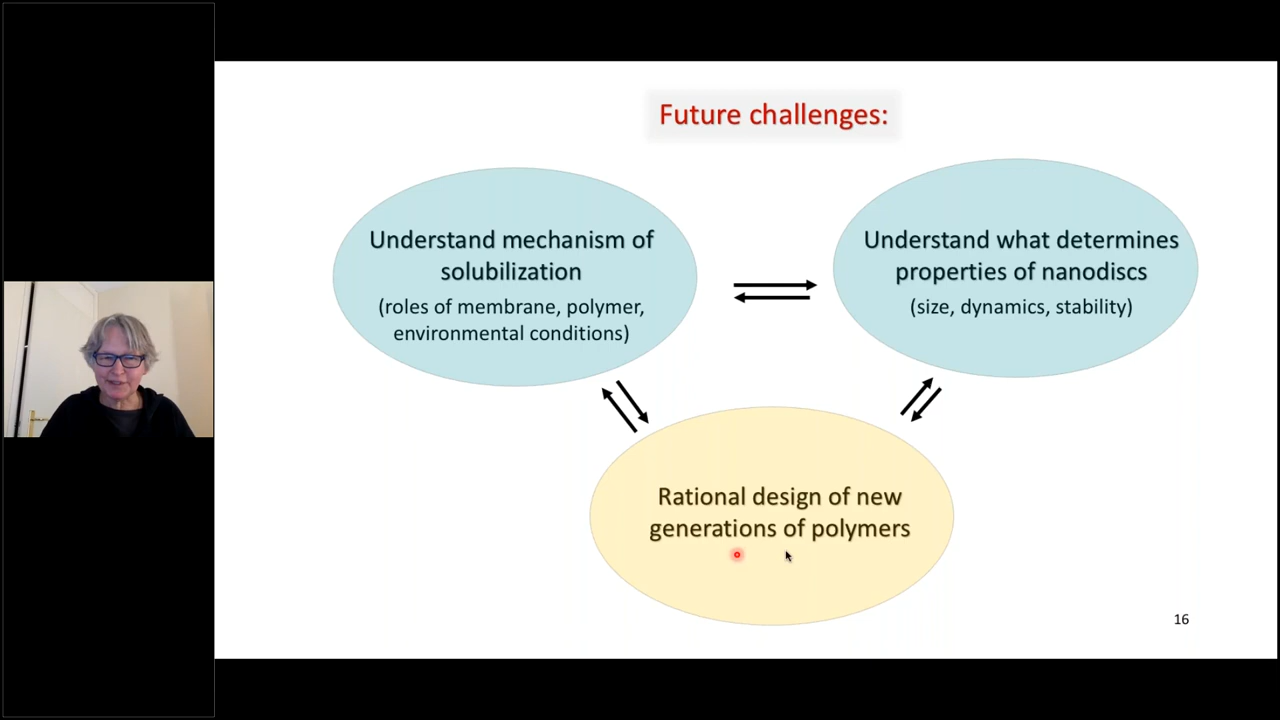 Future challenges:
Understand mechanism of
solubilization
(roles of membrane, polymer,
environmental conditions)
Understand what determines
properties of nanodiscs
(size, dynamics, stability)
Rational design of new
generations of polymers
16